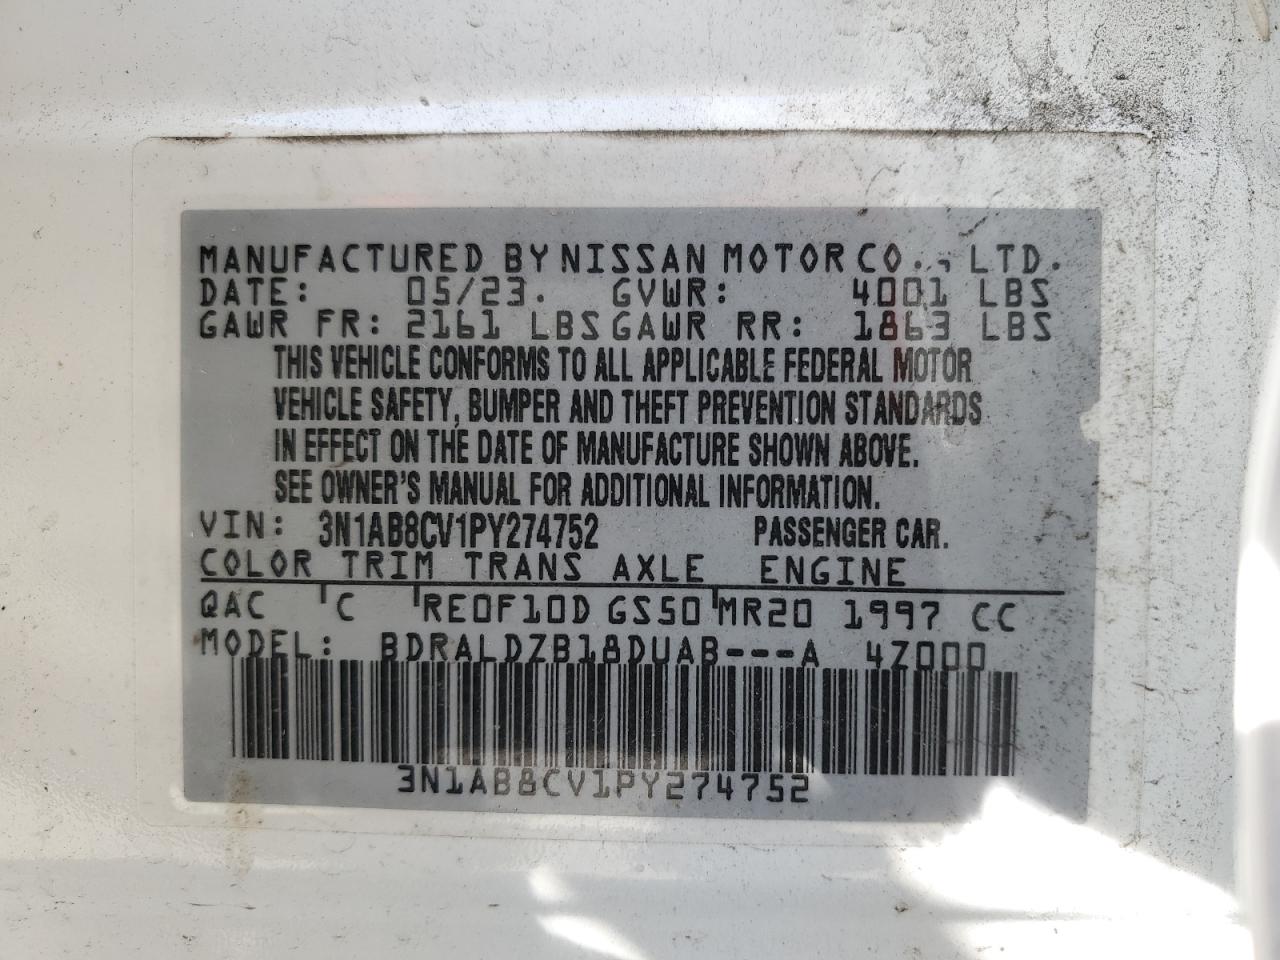 MANUFACTURED BY NISSAN MOTOR CO., LTD.
DATE: 05/23. GVWR: 4001 LBS
GAWR FR: 2161 LBS GAWR RR: 1863 LBS
THIS VEHICLE CONFORMS TO ALL APPLICABLE FEDERAL MOTOR
VEHICLE SAFETY, BUMPER AND THEFT PREVENTION STANDARDS
IN EFFECT ON THE DATE OF MANUFACTURE SHOWN ABOVE.
SEE OWNER'S MANUAL FOR ADDITIONAL INFORMATION.
VIN: 3N1AB8CV1PY274752 PASSENGER CAR.
COLOR TRIM TRANS AXLE ENGINE
QAC C RE0F10D GS50 MR20 1997 CC
MODEL: BDRALDZB18DUAB---A 4Z000
3N1AB8CV1PY274752